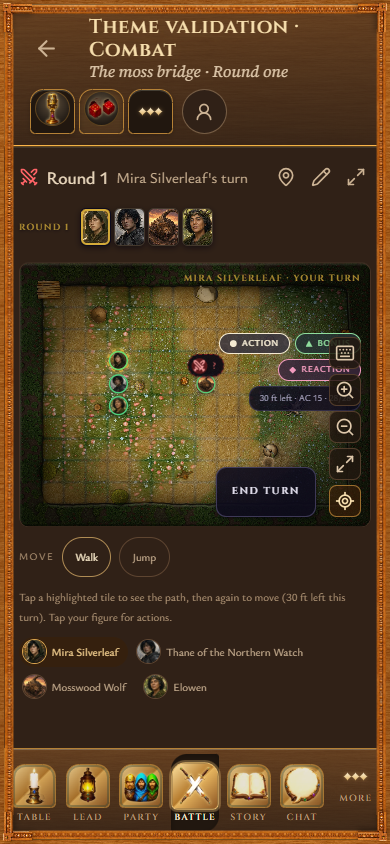 THEME VALIDATION ·
COMBAT
The moss bridge · Round one
Round 1 Mira Silverleaf's turn
ROUND 1
MIRA SILVERLEAF · YOUR TURN
ACTION
REACTION
30 ft left · AC 15 ·
END TURN
MOVE Walk Jump
Tap a highlighted tile to see the path, then again to move (30 ft left this
turn). Tap your figure for actions.
Mira Silverleaf Thane of the Northern Watch
Mosswood Wolf Elowen
TABLE LEAD PARTY BATTLE STORY CHAT MORE